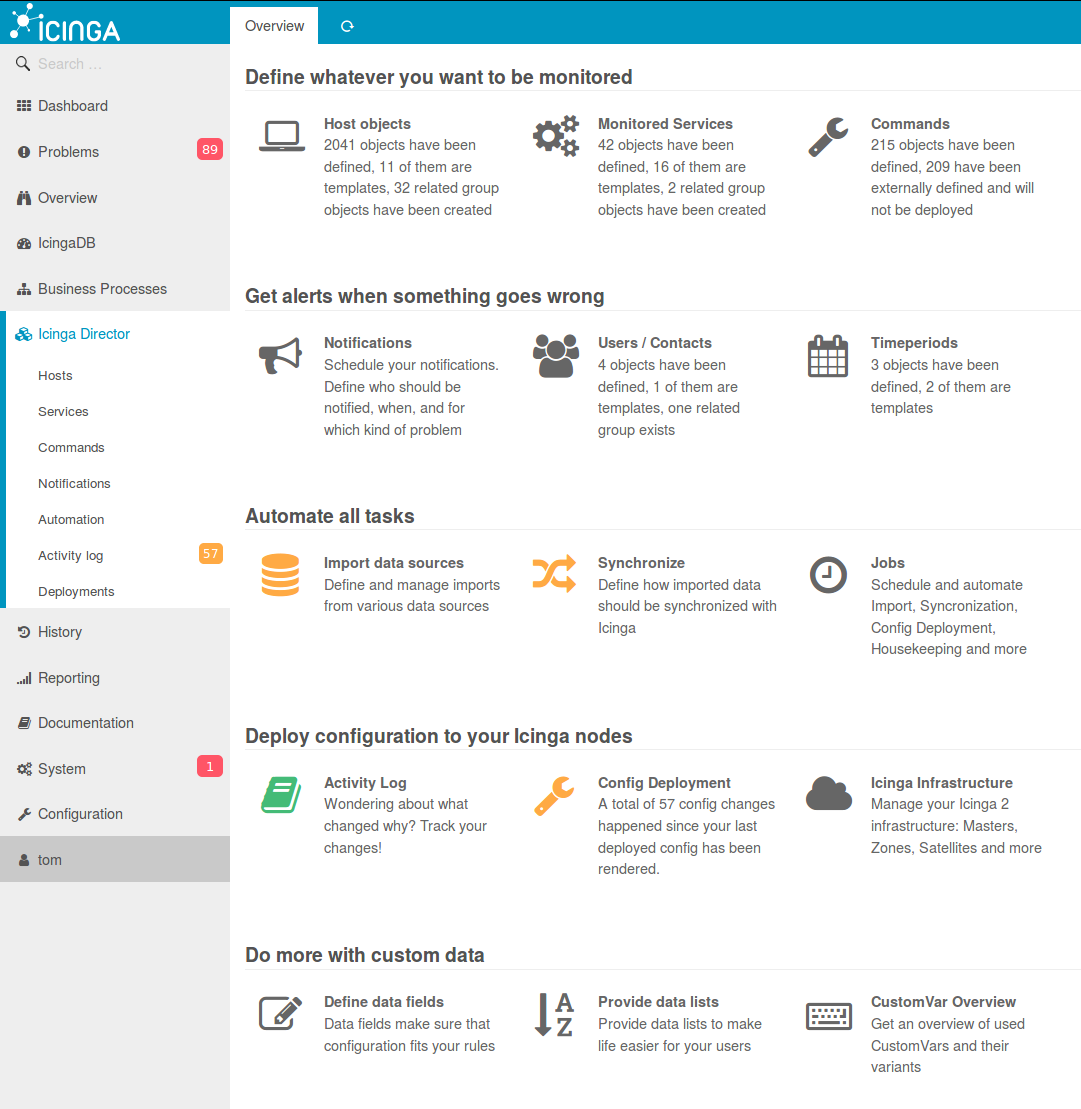 ICINGA
Overview
Search ...
Dashboard
Problems
89
Overview
IcingaDB
Business Processes
Icinga Director
Hosts
Services
Commands
Notifications
Automation
Activity log
57
Deployments
History
Reporting
Documentation
System
1
Configuration
tom
Define whatever you want to be monitored
Host objects
2041 objects have been
defined, 11 of them are
templates, 32 related group
objects have been created
Monitored Services
42 objects have been
defined, 16 of them are
templates, 2 related group
objects have been created
Commands
215 objects have been
defined, 209 have been
externally defined and will
not be deployed
Get alerts when something goes wrong
Notifications
Schedule your notifications.
Define who should be
notified, when, and for
which kind of problem
Users / Contacts
4 objects have been
defined, 1 of them are
templates, one related
group exists
Timeperiods
3 objects have been
defined, 2 of them are
templates
Automate all tasks
Import data sources
Define and manage imports
from various data sources
Synchronize
Define how imported data
should be synchronized with
Icinga
Jobs
Schedule and automate
Import, Syncronization,
Config Deployment,
Housekeeping and more
Deploy configuration to your Icinga nodes
Activity Log
Wondering about what
changed why? Track your
changes!
Config Deployment
A total of 57 config changes
happened since your last
deployed config has been
rendered.
Icinga Infrastructure
Manage your Icinga 2
infrastructure: Masters,
Zones, Satellites and more
Do more with custom data
Define data fields
Data fields make sure that
configuration fits your rules
A
Z
Provide data lists
Provide data lists to make
life easier for your users
CustomVar Overview
Get an overview of used
CustomVars and their
variants